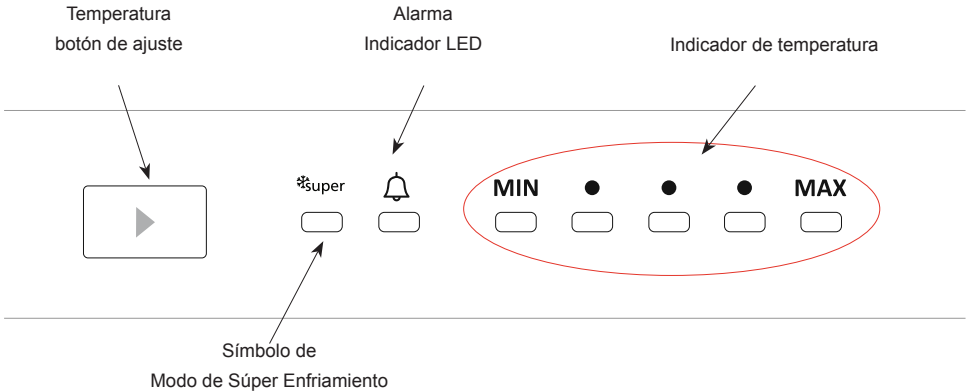 Temperatura
botón de ajuste
Alarma
Indicador LED
Indicador de temperatura
super
MIN
MAX
Símbolo de
Modo de Súper Enfriamiento